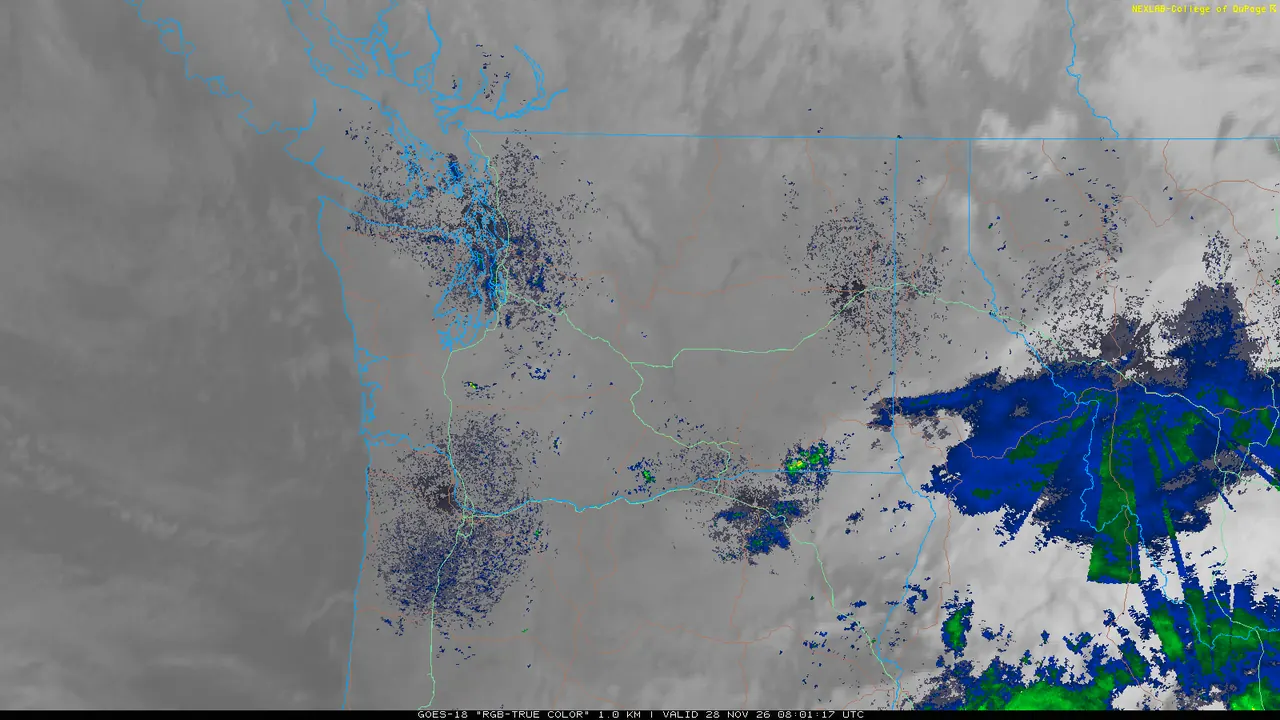 NEXLAB-College of DuPage
GOES-18 "RGB-TRUE COLOR" 1.0 KM | VALID 28 NOV 26 08:01:17 UTC